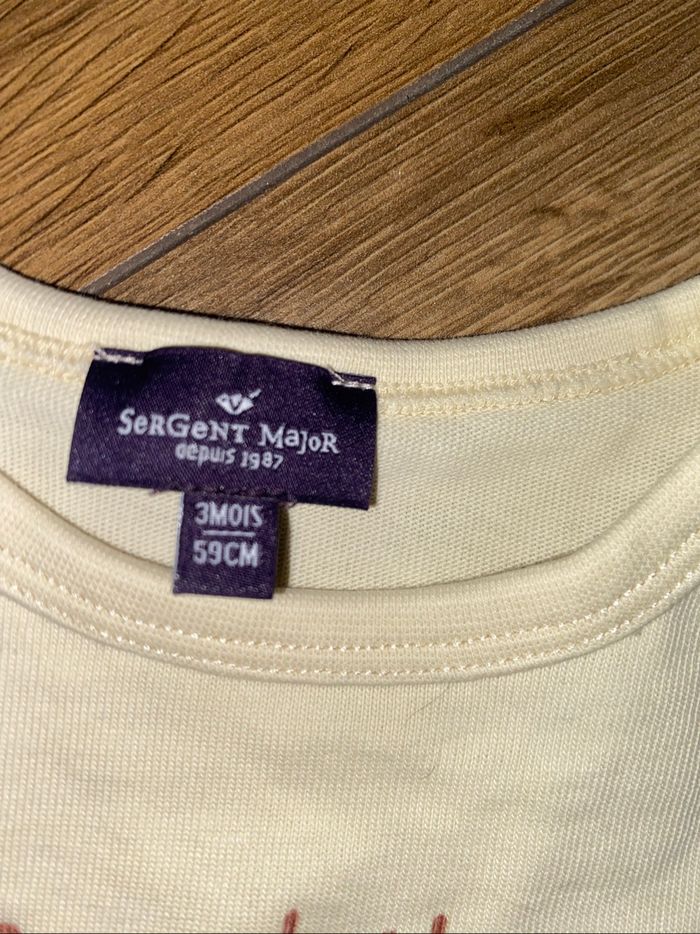 SeRGeNT MaJoR
depuis 1987
3MOIS
59CM